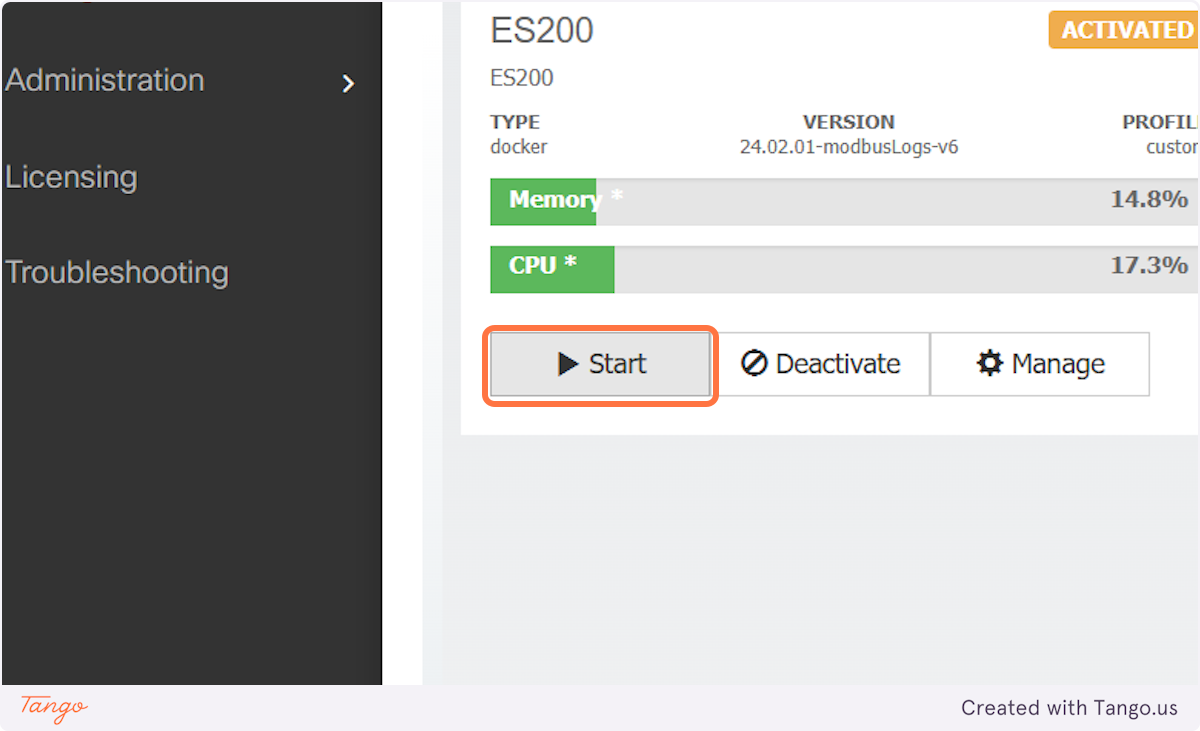 Administration
Licensing
Troubleshooting
ES200
ACTIVATED
ES200
TYPE VERSION PROFIL
docker 24.02.01-modbusLogs-v6 custor
Memory * 14.8%
CPU * 17.3%
Start Deactivate Manage
Tango Created with Tango.us